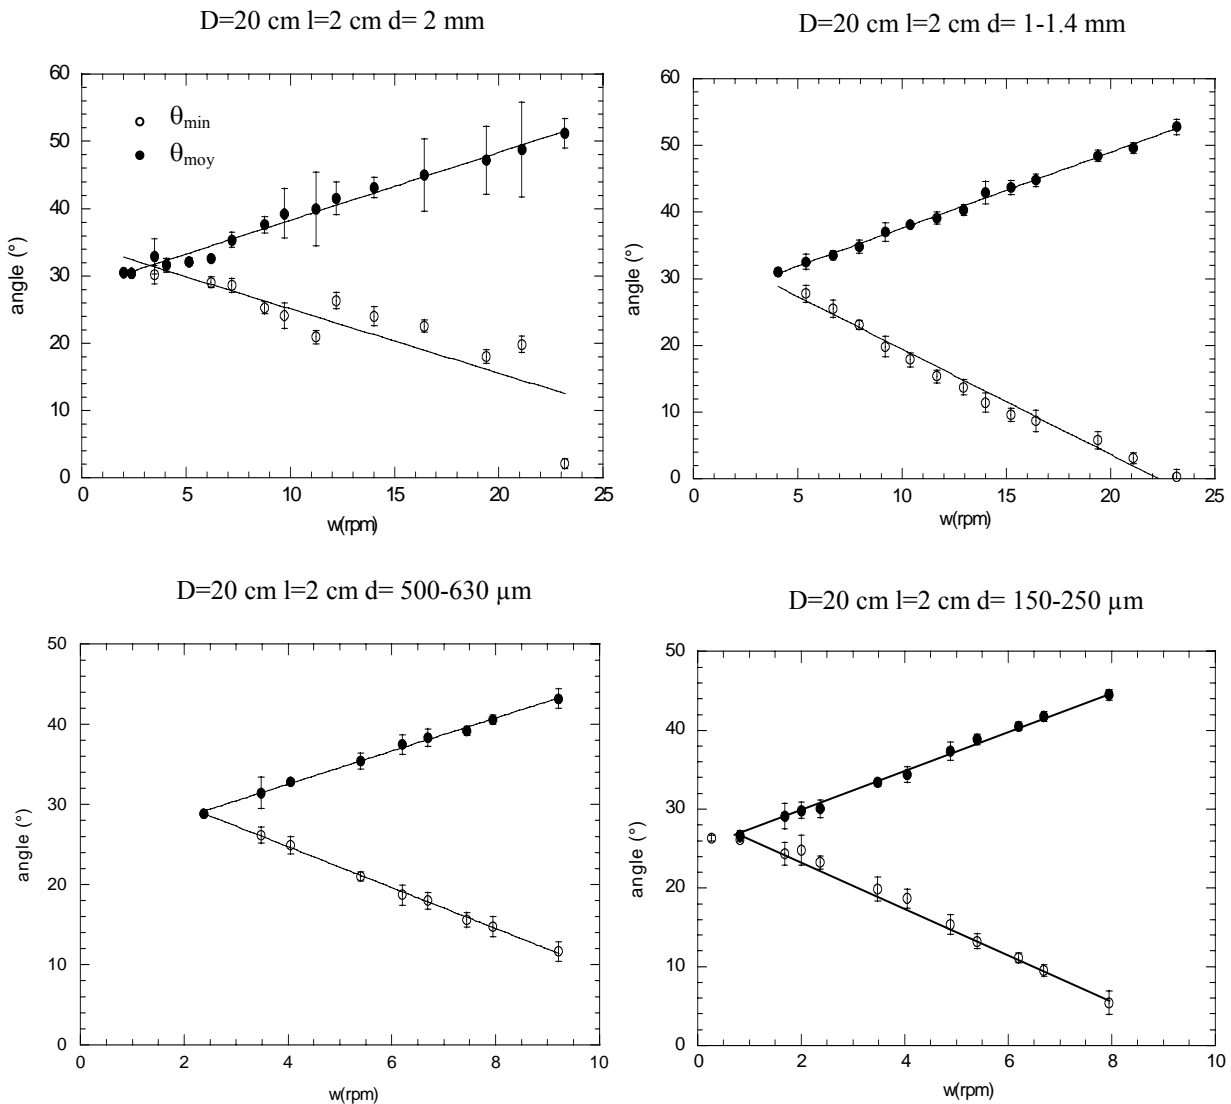 D=20 cm l=2 cm d= 2 mm
60
50
40
30
20
10
0
angle (°)
θmin
θmoy
0 5 10 15 20 25
w(rpm)
D=20 cm l=2 cm d= 1-1.4 mm
60
50
40
30
20
10
0
angle (°)
0 5 10 15 20 25
w(rpm)
D=20 cm l=2 cm d= 500-630 µm
50
40
30
20
10
0
angle (°)
0 2 4 6 8 10
w(rpm)
D=20 cm l=2 cm d= 150-250 µm
50
40
30
20
10
0
angle (°)
0 2 4 6 8 10
w(rpm)